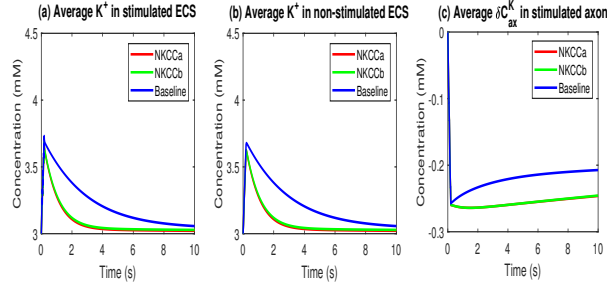 (a) Average K+ in stimulated ECS
4.5
4
3.5
3
Concentration (mM)
0 2 4 6 8 10
Time (s)
NKCCa
NKCCb
Baseline
(b) Average K+ in non-stimulated ECS
4.5
4
3.5
3
Concentration (mM)
0 2 4 6 8 10
Time (s)
NKCCa
NKCCb
Baseline
(c) Average δC^K_ax in stimulated axon
0
-0.1
-0.2
-0.3
Concentration (mM)
0 2 4 6 8 10
Time (s)
NKCCa
NKCCb
Baseline